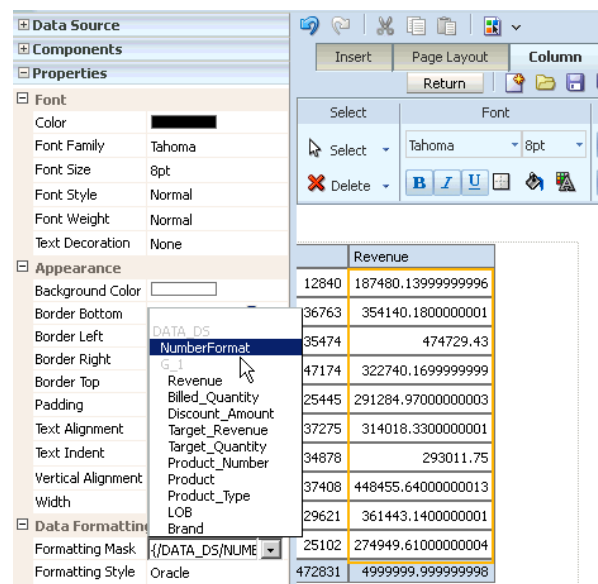 Data Source
Components
Properties
Font
Color
Font Family Tahoma
Font Size 8pt
Font Style Normal
Font Weight Normal
Text Decoration None
Appearance
Background Color
Border Bottom
Border Left
Border Right
Border Top
Padding
Text Alignment
Text Indent
Vertical Alignment
Width
Data Formatting
Formatting Mask {/DATA_DS/NUME
Formatting Style Oracle
DATA_DS
NumberFormat
G_1
Revenue
Billed_Quantity
Discount_Amount
Target_Revenue
Target_Quantity
Product_Number
Product
Product_Type
LOB
Brand
Insert Page Layout Column
Return
Select Font
Select Tahoma 8pt
Delete B I U
Revenue
12840 187480.13999999996
36763 354140.1800000001
35474 474729.43
47174 322740.1699999999
25445 291284.97000000003
37275 314018.3300000001
34878 293011.75
37408 448455.64000000013
29621 361443.1400000001
25102 274949.61000000004
472831 4999999.999999998